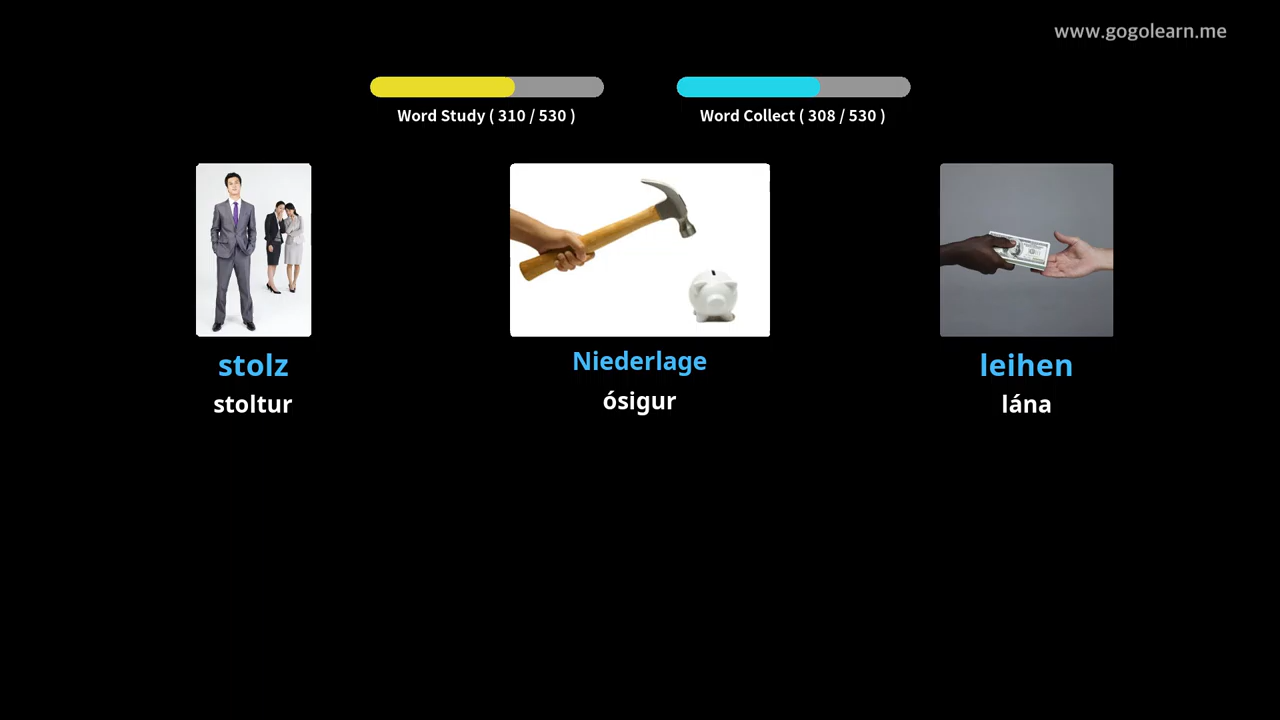 www.gogolearn.me
Word Study ( 310 / 530 )
Word Collect ( 308 / 530 )
stolz
stoltur
Niederlage
ósigur
leihen
lána